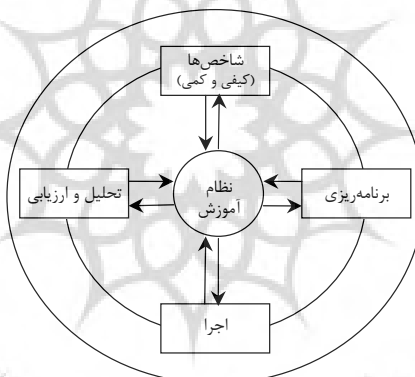 شاخص‌ها
(کیفی و کمی)
برنامه‌ریزی
نظام
آموزش
تحلیل و ارزیابی
اجرا